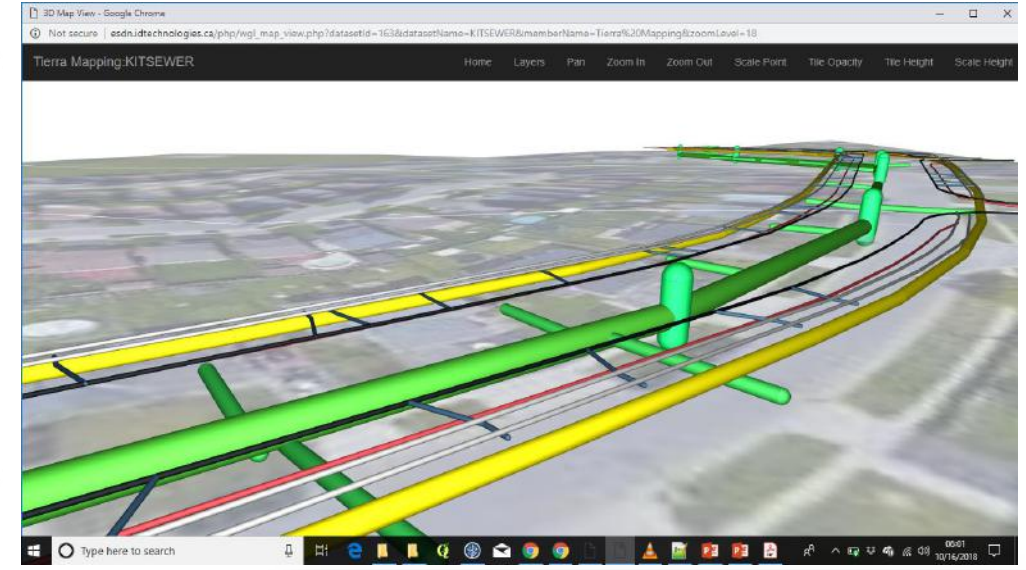 3D Map View - Google Chrome
Not secure | esdn.idtechnologies.ca/php/wgl_map_view.php?datasetId=163&datasetName=KITSEWER&memberName=Tierra%20Mapping&zoomLevel=18
Tierra Mapping:KITSEWER Home Layers Pan Zoom In Zoom Out Scale Point Tile Opacity Tile Height Scale Height
Type here to search
06:01
10/16/2018